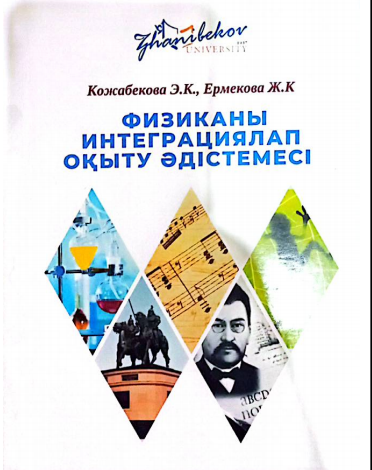 Zhanibekov
UNIVERSITY
Кожабекова Э.К., Ермекова Ж.К
ФИЗИКАНЫ
ИНТЕГРАЦИЯЛАП
ОҚЫТУ ӘДІСТЕМЕСІ